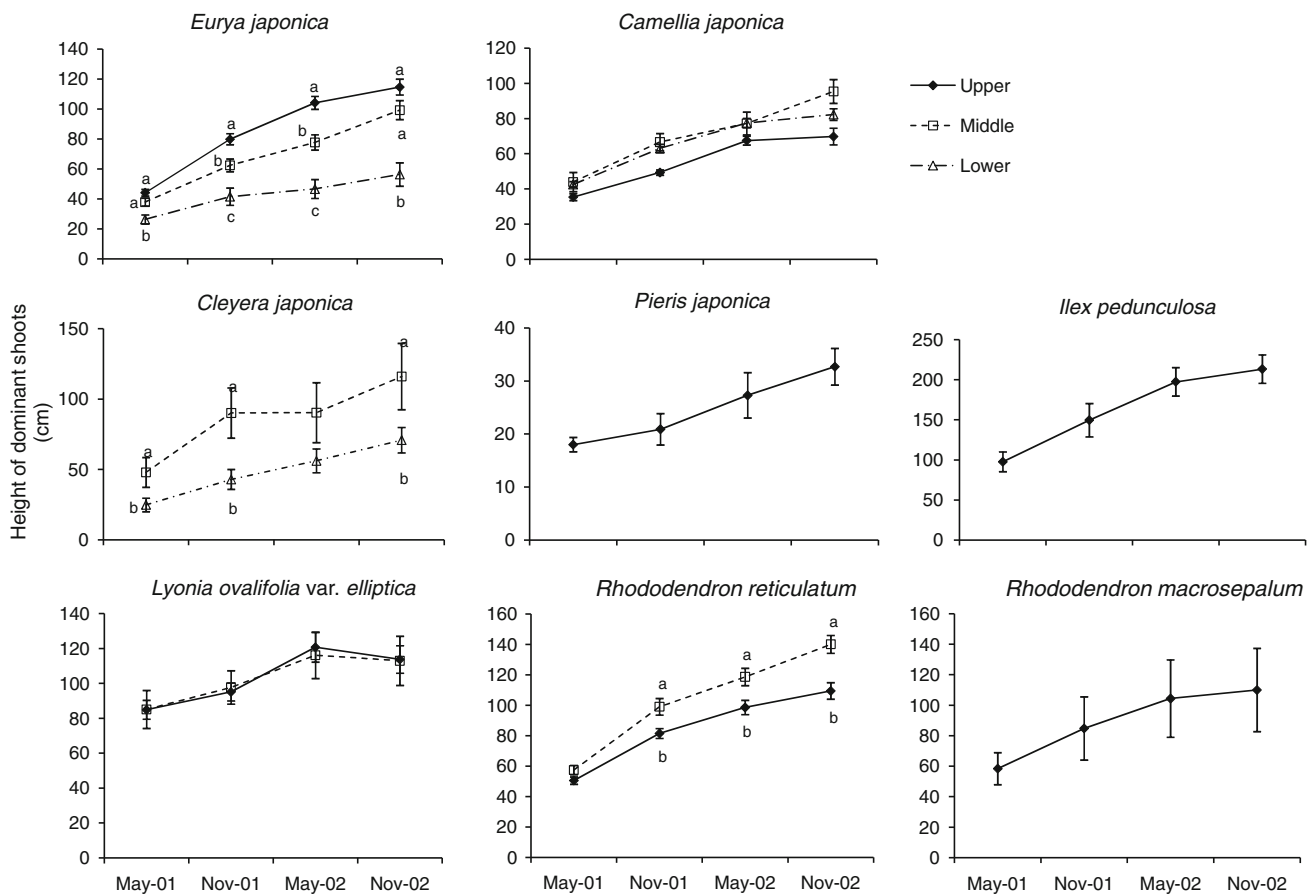 Eurya japonica
140
120
100
80
60
40
20
0
a a a a
a b b a
b c c b
Camellia japonica
120
100
80
60
40
20
0
Upper
Middle
Lower
Height of dominant shoots
(cm)
Cleyera japonica
150
100
50
0
a a a
b b b
Pieris japonica
40
30
20
10
0
Ilex pedunculosa
250
200
150
100
50
0
Lyonia ovalifolia var. elliptica
140
120
100
80
60
40
20
0
May-01 Nov-01 May-02 Nov-02
Rhododendron reticulatum
160
140
120
100
80
60
40
20
0
a a a
b b b
May-01 Nov-01 May-02 Nov-02
Rhododendron macrosepalum
160
140
120
100
80
60
40
20
0
May-01 Nov-01 May-02 Nov-02